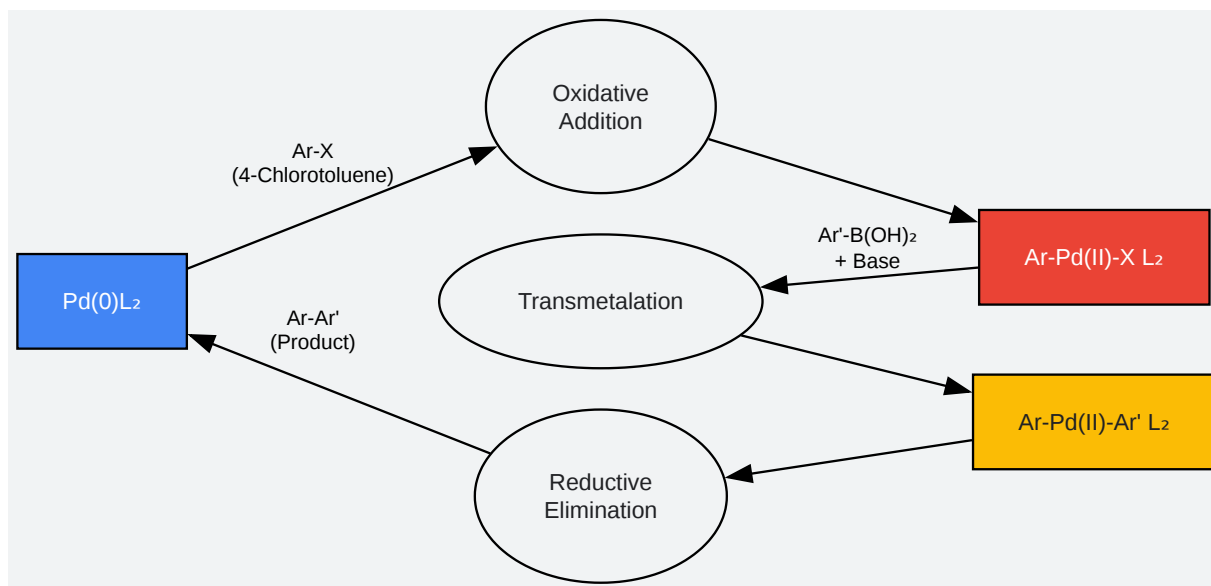 Oxidative
Addition
Ar-X
(4-Chlorotoluene)
Ar'-B(OH)₂
+ Base
Ar-Pd(II)-X L₂
Pd(0)L₂
Transmetalation
Ar-Ar'
(Product)
Ar-Pd(II)-Ar' L₂
Reductive
Elimination